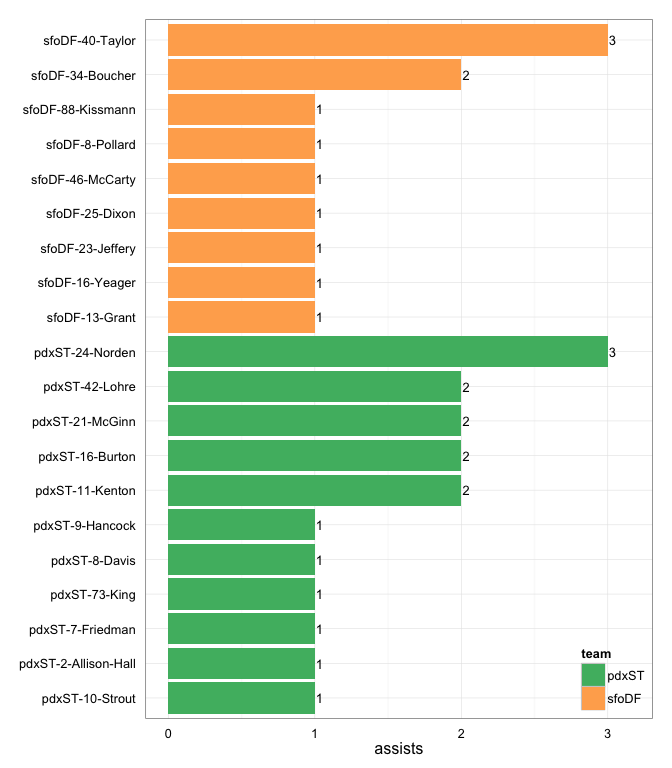 sfoDF-40-Taylor 3
sfoDF-34-Boucher 2
sfoDF-88-Kissmann 1
sfoDF-8-Pollard 1
sfoDF-46-McCarty 1
sfoDF-25-Dixon 1
sfoDF-23-Jeffery 1
sfoDF-16-Yeager 1
sfoDF-13-Grant 1
pdxST-24-Norden 3
pdxST-42-Lohre 2
pdxST-21-McGinn 2
pdxST-16-Burton 2
pdxST-11-Kenton 2
pdxST-9-Hancock 1
pdxST-8-Davis 1
pdxST-73-King 1
pdxST-7-Friedman 1
pdxST-2-Allison-Hall 1
pdxST-10-Strout 1
team
pdxST
sfoDF
0 1 2 3
assists